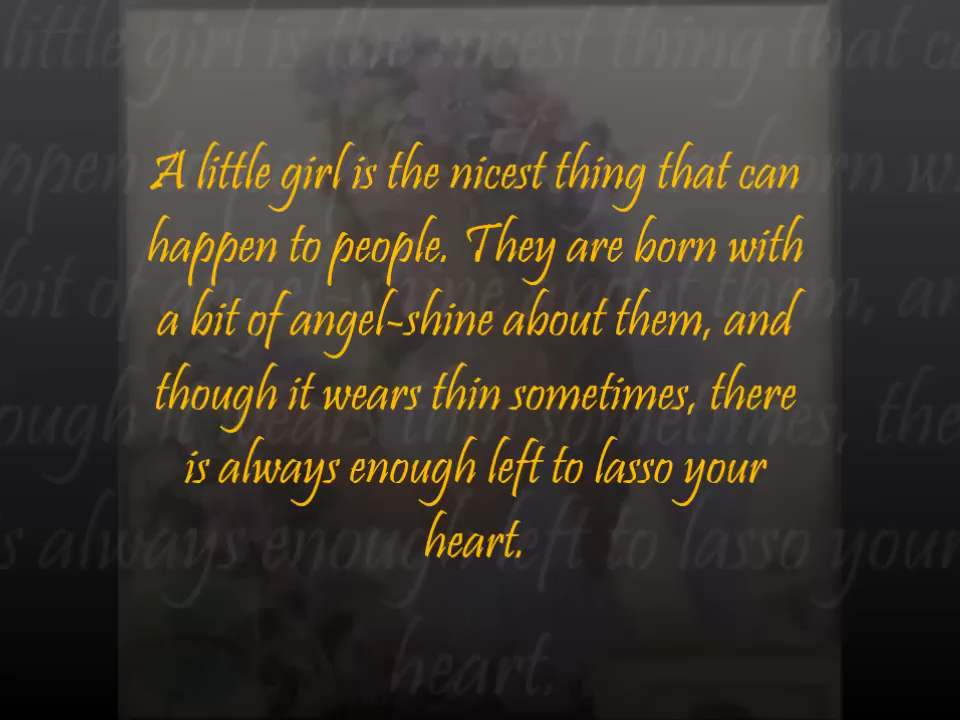 A little girl is the nicest thing that can
happen to people. They are born with
a bit of angel-shine about them, and
though it wears thin sometimes, there
is always enough left to lasso your
heart.